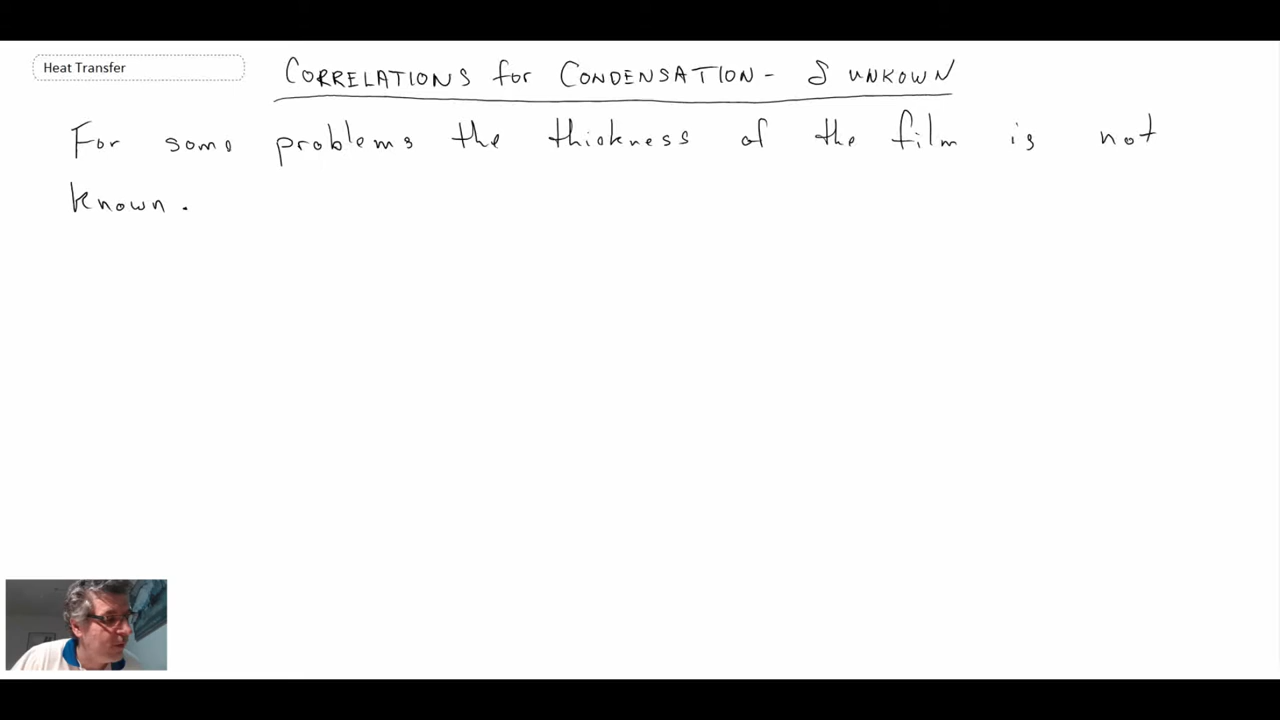 Heat Transfer
CORRELATIONS for CONDENSATION - δ UNKOWN
For some problems the thickness of the film is not
known.